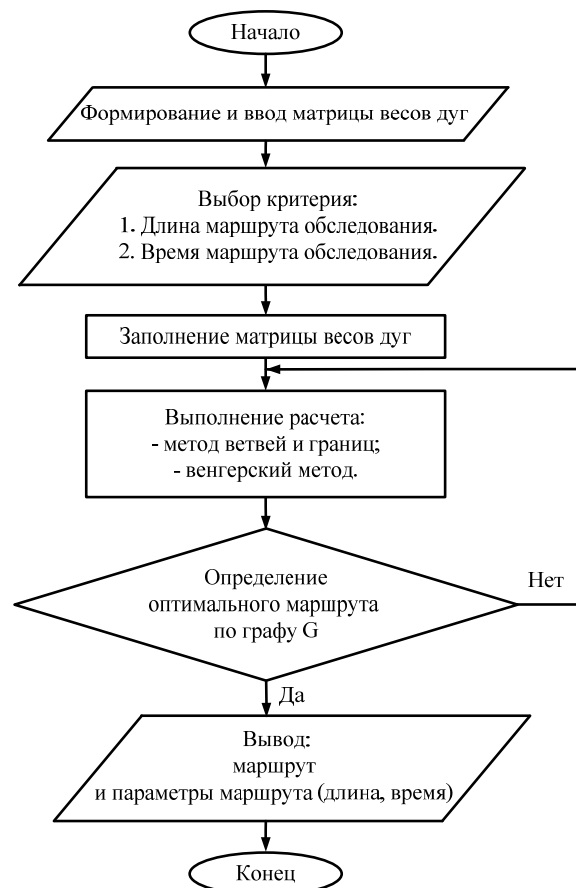 Начало
Формирование и ввод матрицы весов дуг
Выбор критерия:
1. Длина маршрута обследования.
2. Время маршрута обследования.
Заполнение матрицы весов дуг
Выполнение расчета:
- метод ветвей и границ;
- венгерский метод.
Определение
оптимального маршрута
по графу G
Нет
Да
Вывод:
маршрут
и параметры маршрута (длина, время)
Конец